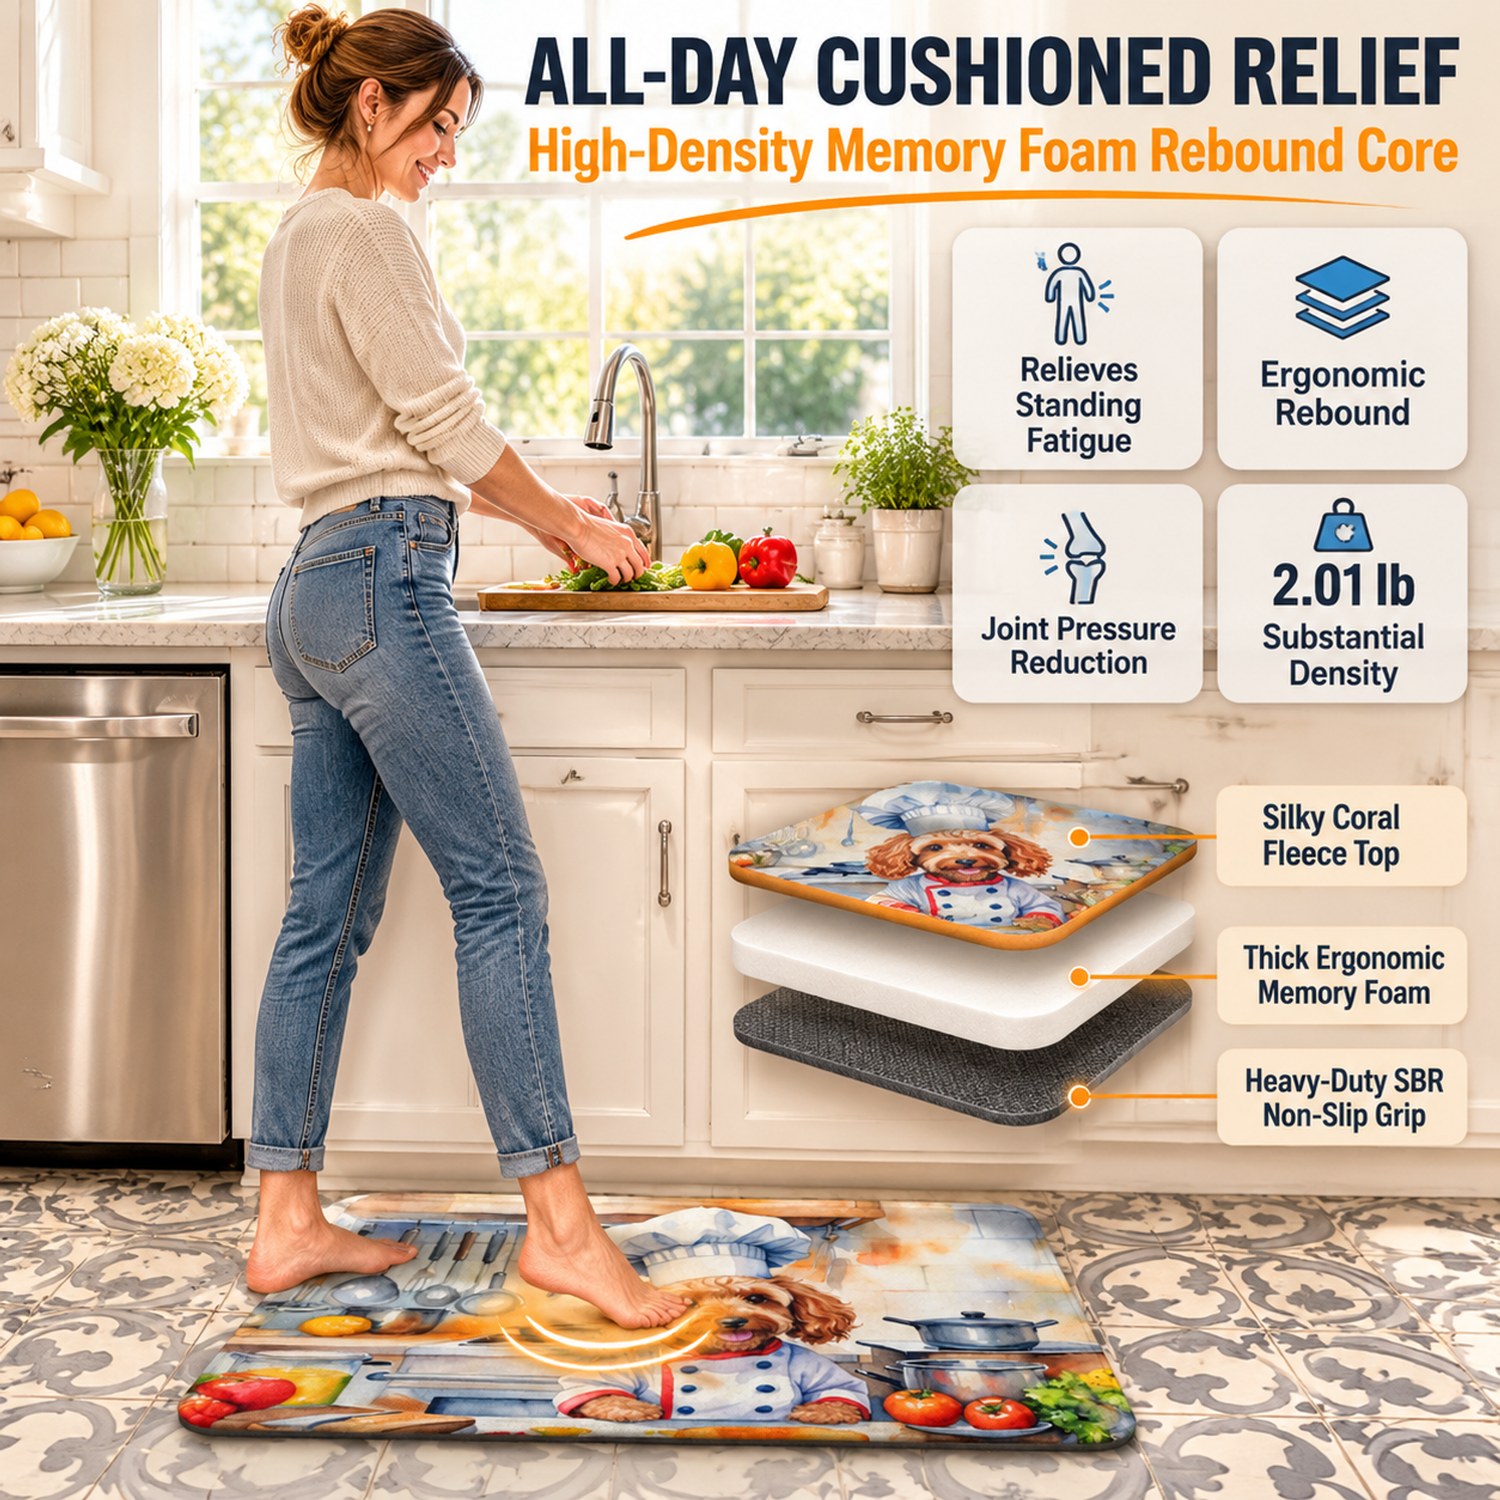 ALL-DAY CUSHIONED RELIEF
High-Density Memory Foam Rebound Core
Relieves
Standing
Fatigue
Ergonomic
Rebound
Joint Pressure
Reduction
2.01 lb
Substantial
Density
Silky Coral
Fleece Top
Thick Ergonomic
Memory Foam
Heavy-Duty SBR
Non-Slip Grip